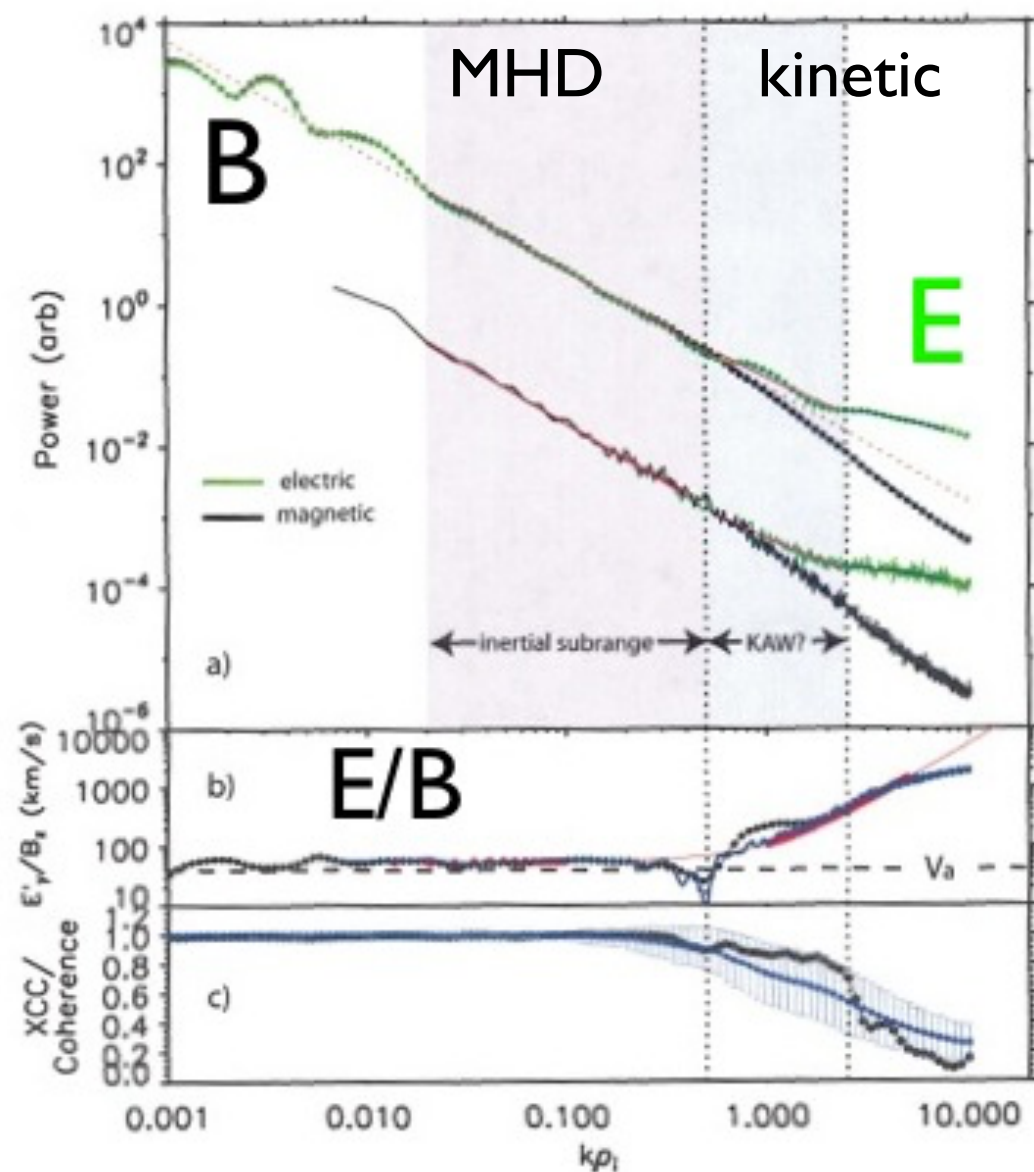 MHD kinetic
B
E
Power (arb)
10⁴
10²
10⁰
10⁻²
10⁻⁴
10⁻⁶
electric
magnetic
inertial subrange
KAW?
a)
10000
1000
100
10
E'y/Bz (km/s)
b)
E/B
Va
XCC/
Coherence
1.2
1.0
0.8
0.6
0.4
0.2
0.0
c)
0.001 0.010 0.100 1.000 10.000
kρi